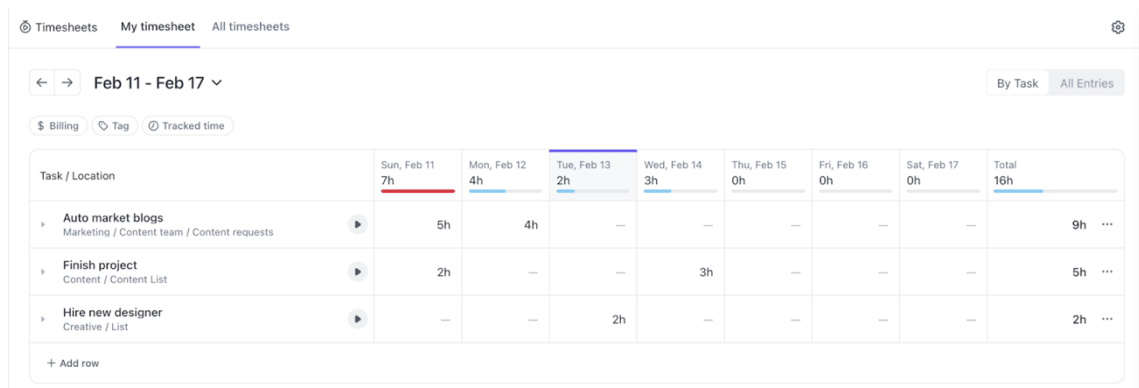 Timesheets My timesheet All timesheets
Feb 11 - Feb 17 By Task All Entries
$ Billing Tag Tracked time
Task / Location Sun, Feb 11 Mon, Feb 12 Tue, Feb 13 Wed, Feb 14 Thu, Feb 15 Fri, Feb 16 Sat, Feb 17 Total
7h 4h 2h 3h 0h 0h 0h 16h
Auto market blogs 5h 4h — — — — — 9h ...
Marketing / Content team / Content requests
Finish project 2h — — 3h — — — 5h ...
Content / Content List
Hire new designer — — 2h — — — — 2h ...
Creative / List
+ Add row